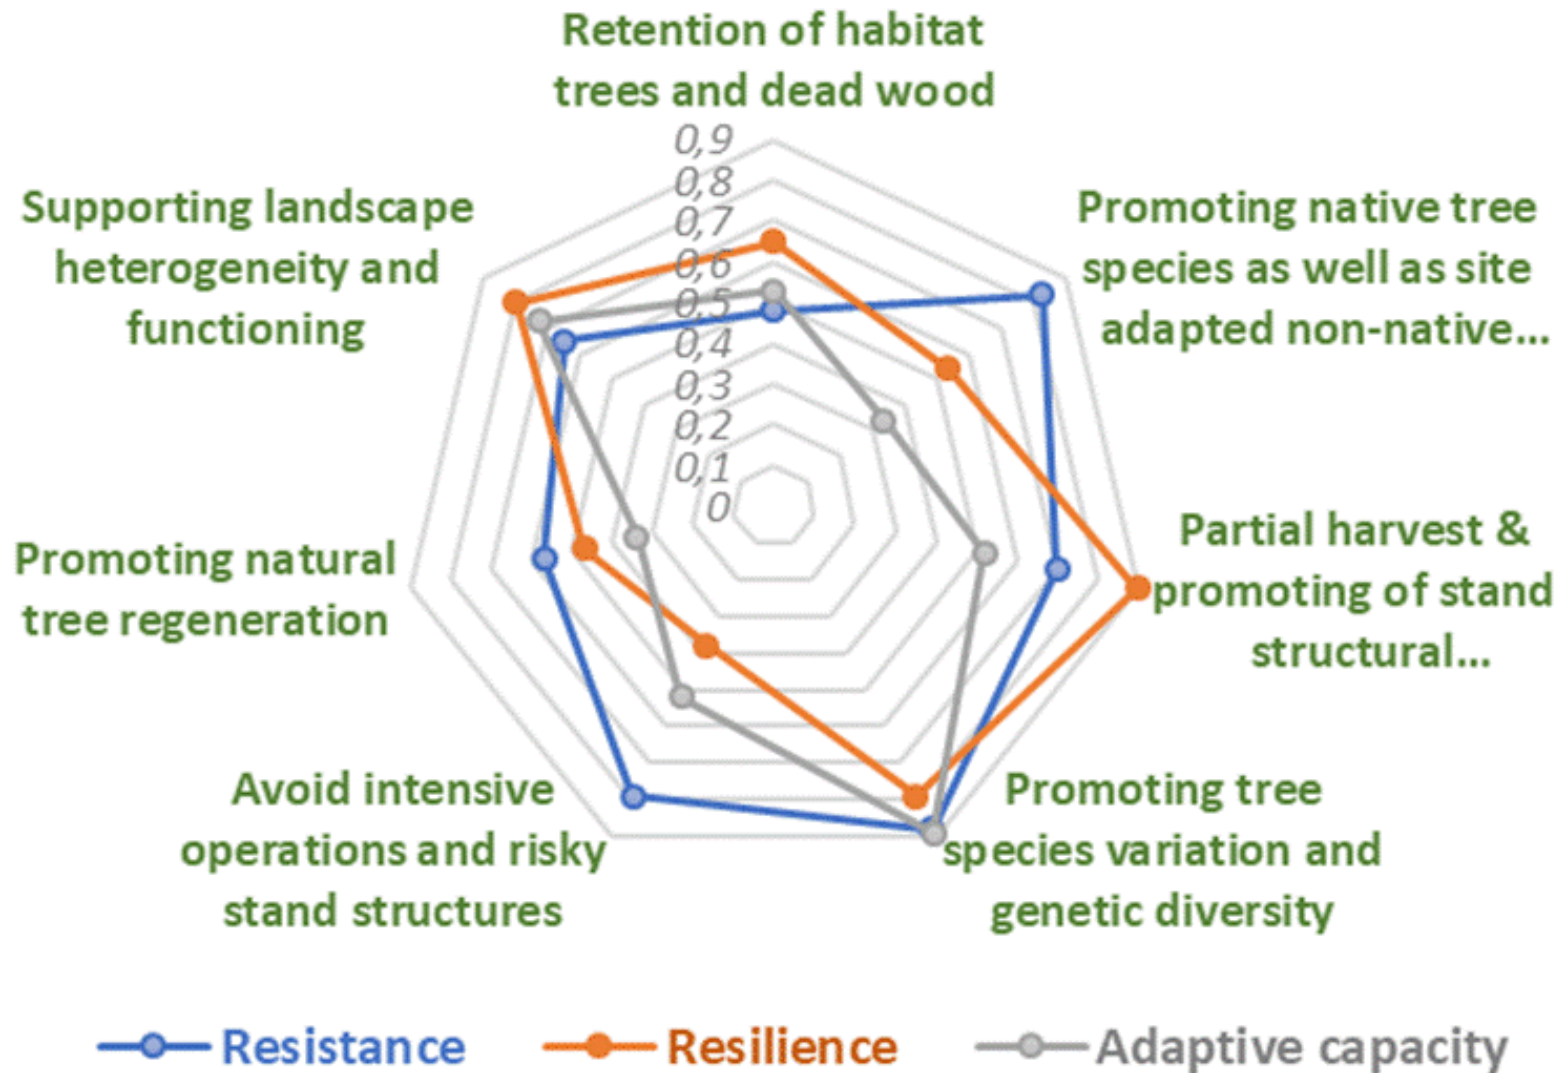 Retention of habitat
trees and dead wood
0,9
0,8
0,7
0,6
0,5
0,4
0,3
0,2
0,1
0
Supporting landscape
heterogeneity and
functioning
Promoting native tree
species as well as site
adapted non-native...
Partial harvest &
promoting of stand
structural...
Promoting natural
tree regeneration
Avoid intensive
operations and risky
stand structures
Promoting tree
species variation and
genetic diversity
Resistance
Resilience
Adaptive capacity